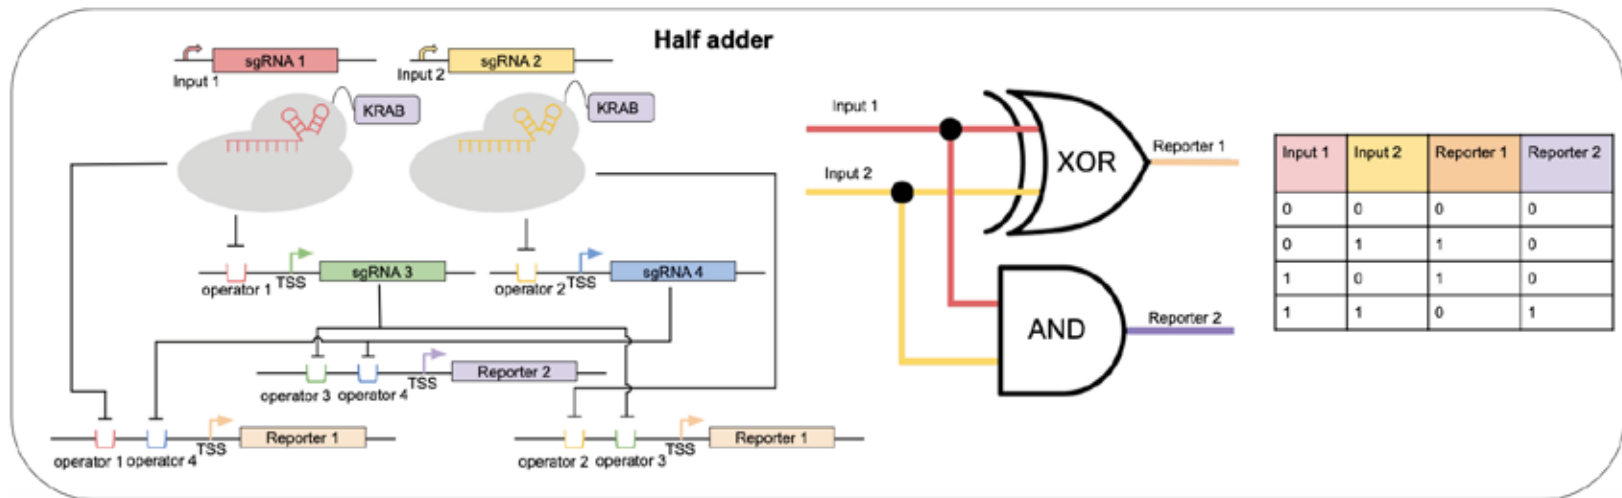 Half adder
sgRNA 1
sgRNA 2
Input 1
Input 2
KRAB
KRAB
sgRNA 3
sgRNA 4
operator 1
TSS
operator 2
TSS
Reporter 2
TSS
operator 3 operator 4
Reporter 1
TSS
operator 1 operator 4
Reporter 1
TSS
operator 2 operator 3
Input 1
Input 2
XOR
Reporter 1
AND
Reporter 2
Input 1 Input 2 Reporter 1 Reporter 2
0 0 0 0
0 1 1 0
1 0 1 0
1 1 0 1